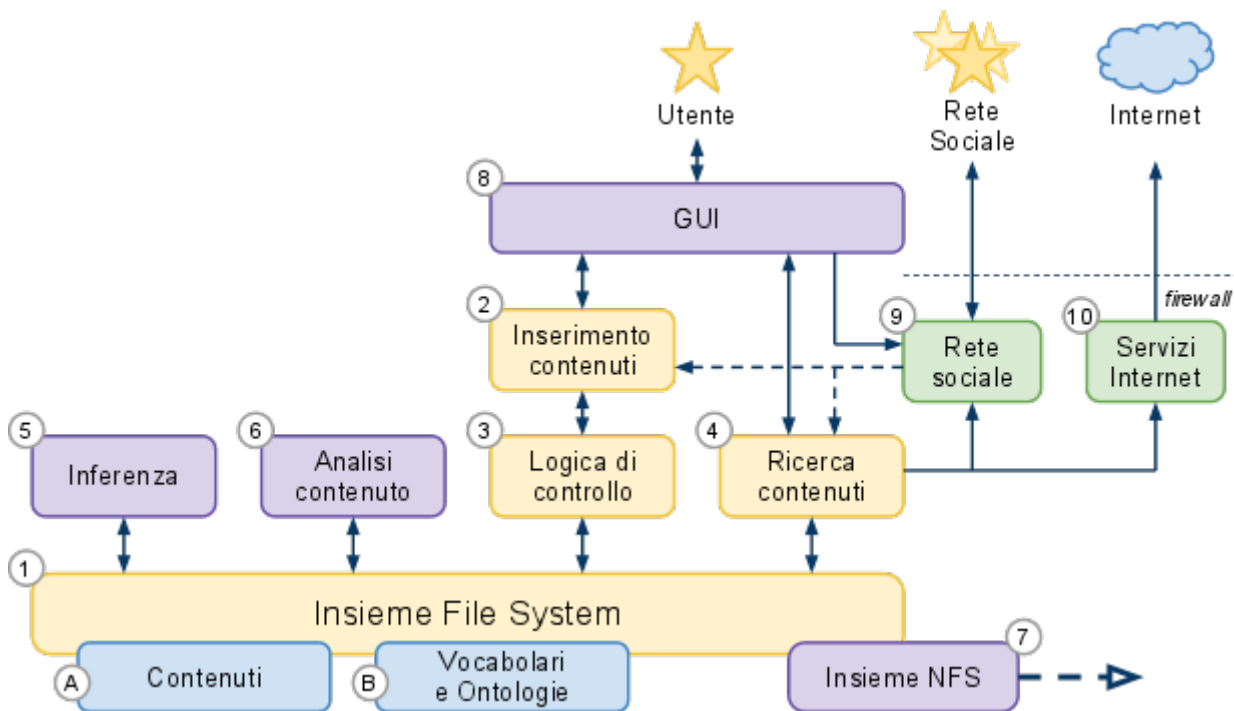 Utente
Rete
Sociale
Internet
8
GUI
firewall
2
Inserimento
contenuti
9
Rete
sociale
10
Servizi
Internet
5
Inferenza
6
Analisi
contenuto
3
Logica di
controllo
4
Ricerca
contenuti
1
Insieme File System
A
Contenuti
B
Vocabolari
e Ontologie
7
Insieme NFS